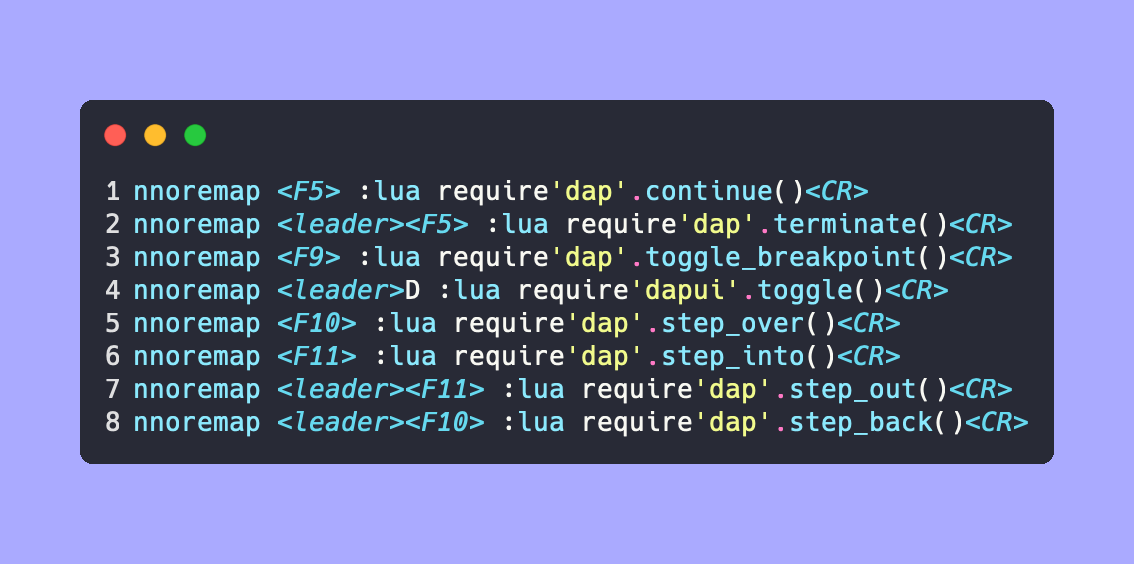 1 nnoremap <F5> :lua require'dap'.continue()<CR>
2 nnoremap <leader><F5> :lua require'dap'.terminate()<CR>
3 nnoremap <F9> :lua require'dap'.toggle_breakpoint()<CR>
4 nnoremap <leader>D :lua require'dapui'.toggle()<CR>
5 nnoremap <F10> :lua require'dap'.step_over()<CR>
6 nnoremap <F11> :lua require'dap'.step_into()<CR>
7 nnoremap <leader><F11> :lua require'dap'.step_out()<CR>
8 nnoremap <leader><F10> :lua require'dap'.step_back()<CR>